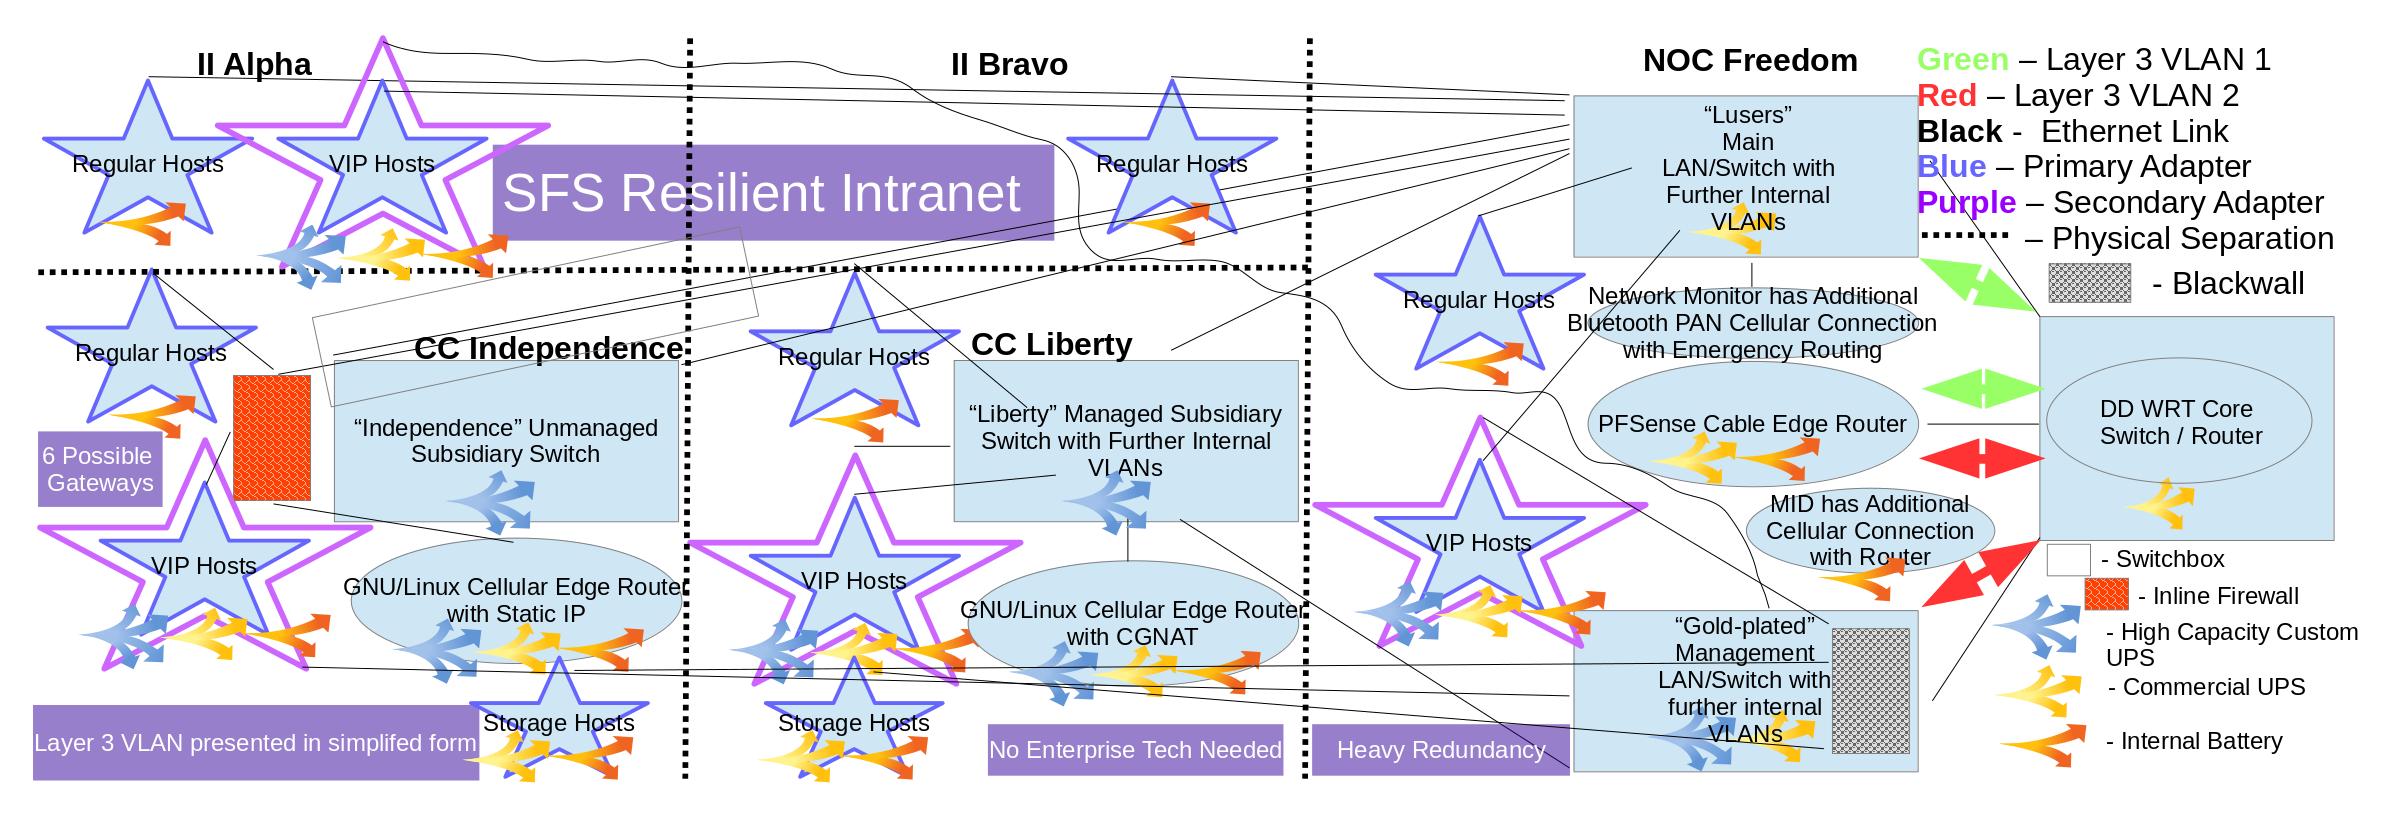 II Alpha
II Bravo
NOC Freedom
Green – Layer 3 VLAN 1
Red – Layer 3 VLAN 2
Black -  Ethernet Link
Blue – Primary Adapter
Purple – Secondary Adapter
– Physical Separation
- Blackwall
Regular Hosts
VIP Hosts
SFS Resilient Intranet
Regular Hosts
“Lusers”
Main
LAN/Switch with
Further Internal
VLANs
Regular Hosts
CC Independence
Regular Hosts
CC Liberty
Regular Hosts
Network Monitor has Additional
Bluetooth PAN Cellular Connection
with Emergency Routing
“Independence” Unmanaged
Subsidiary Switch
“Liberty” Managed Subsidiary
Switch with Further Internal
VLANs
PFSense Cable Edge Router
DD WRT Core
Switch / Router
6 Possible
Gateways
VIP Hosts
GNU/Linux Cellular Edge Router
with Static IP
VIP Hosts
GNU/Linux Cellular Edge Router
with CGNAT
VIP Hosts
MID has Additional
Cellular Connection
with Router
- Switchbox
- Inline Firewall
- High Capacity Custom
UPS
- Commercial UPS
- Internal Battery
“Gold-plated”
Management
LAN/Switch with
further internal
VLANs
Layer 3 VLAN presented in simplifed form
Storage Hosts
Storage Hosts
No Enterprise Tech Needed
Heavy Redundancy